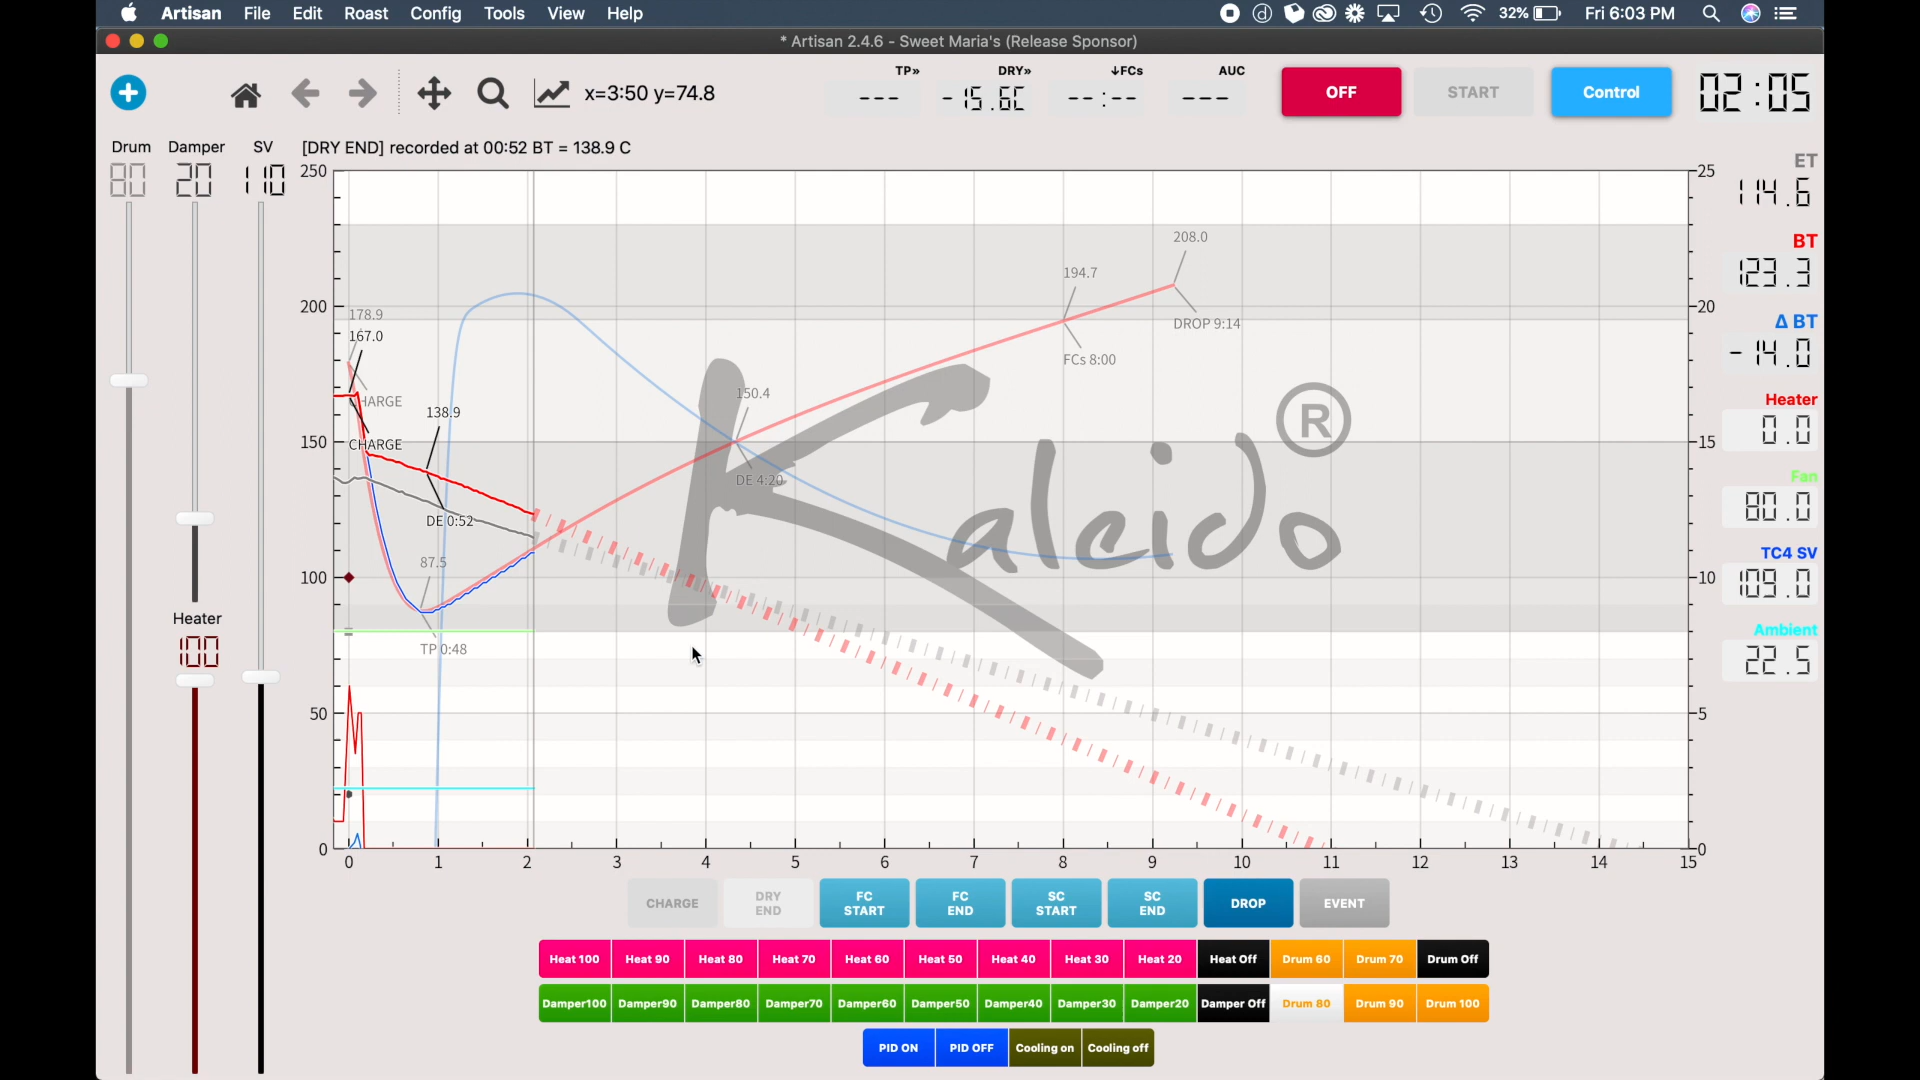 Artisan File Edit Roast Config Tools View Help 32% Fri 6:03 PM
* Artisan 2.4.6 - Sweet Maria's (Release Sponsor)
x=3:50 y=74.8
TP» DRY» ↓FCs AUC
--- -15.6C --:-- ---
OFF START Control 02:05
Drum Damper SV
80 20 110
[DRY END] recorded at 00:52 BT = 138.9 C
250
200
150
100
50
0
178.9
167.0
CHARGE
CHARGE
138.9
DE 0:52
87.5
TP 0:48
150.4
DE 4:20
194.7
FCs 8:00
208.0
DROP 9:14
Kaleido®
25
20
15
10
5
0
0 1 2 3 4 5 6 7 8 9 10 11 12 13 14 15
Heater
100
ET
114.6
BT
123.3
Δ BT
-14.0
Heater
0.0
Fan
80.0
TC4 SV
109.0
Ambient
22.5
CHARGE DRY END FC START FC END SC START SC END DROP EVENT
Heat 100 Heat 90 Heat 80 Heat 70 Heat 60 Heat 50 Heat 40 Heat 30 Heat 20 Heat Off Drum 60 Drum 70 Drum Off
Damper100 Damper90 Damper80 Damper70 Damper60 Damper50 Damper40 Damper30 Damper20 Damper Off Drum 80 Drum 90 Drum 100
PID ON PID OFF Cooling on Cooling off